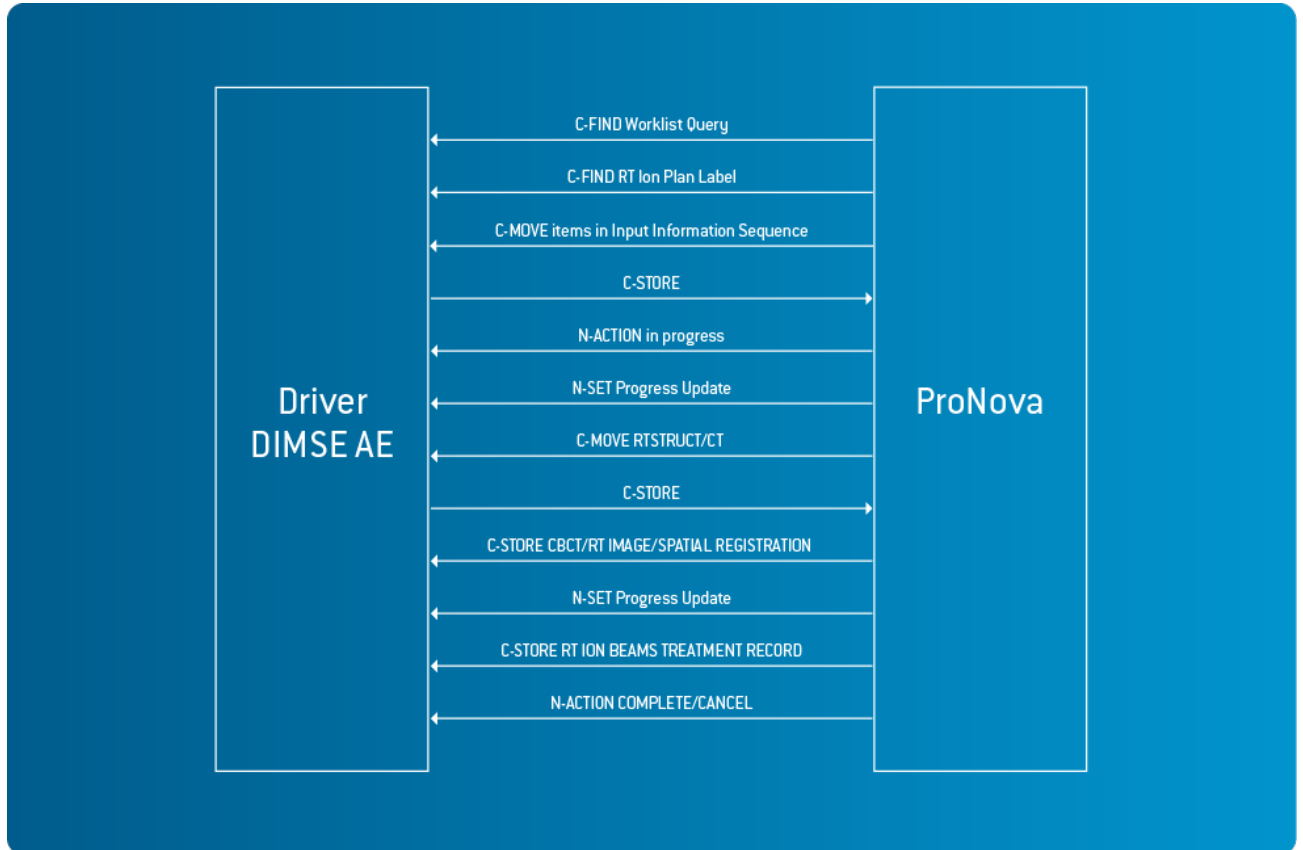 C-FIND Worklist Query
C-FIND RT Ion Plan Label
C-MOVE items in Input Information Sequence
C-STORE
N-ACTION in progress
N-SET Progress Update
Driver
DIMSE AE
ProNova
C-MOVE RTSTRUCT/CT
C-STORE
C-STORE CBCT/RT IMAGE/SPATIAL REGISTRATION
N-SET Progress Update
C-STORE RT ION BEAMS TREATMENT RECORD
N-ACTION COMPLETE/CANCEL